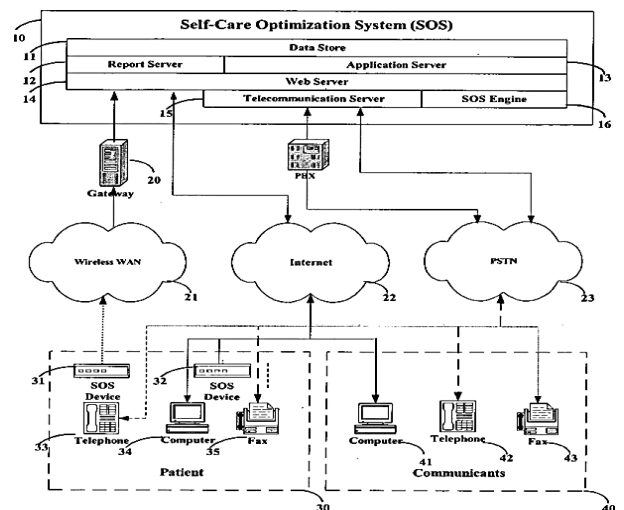 Self-Care Optimization System (SOS)
10
Data Store
11
Report Server
Application Server
12
13
Web Server
14
Telecommunication Server
SOS Engine
15
16
20
Gateway
PBX
Wireless WAN
Internet
PSTN
21
22
23
31
32
SOS
Device
SOS
Device
33
Telephone
34
Computer
35
Fax
Computer
41
Telephone
42
Fax
43
Patient
Communicants
30
40